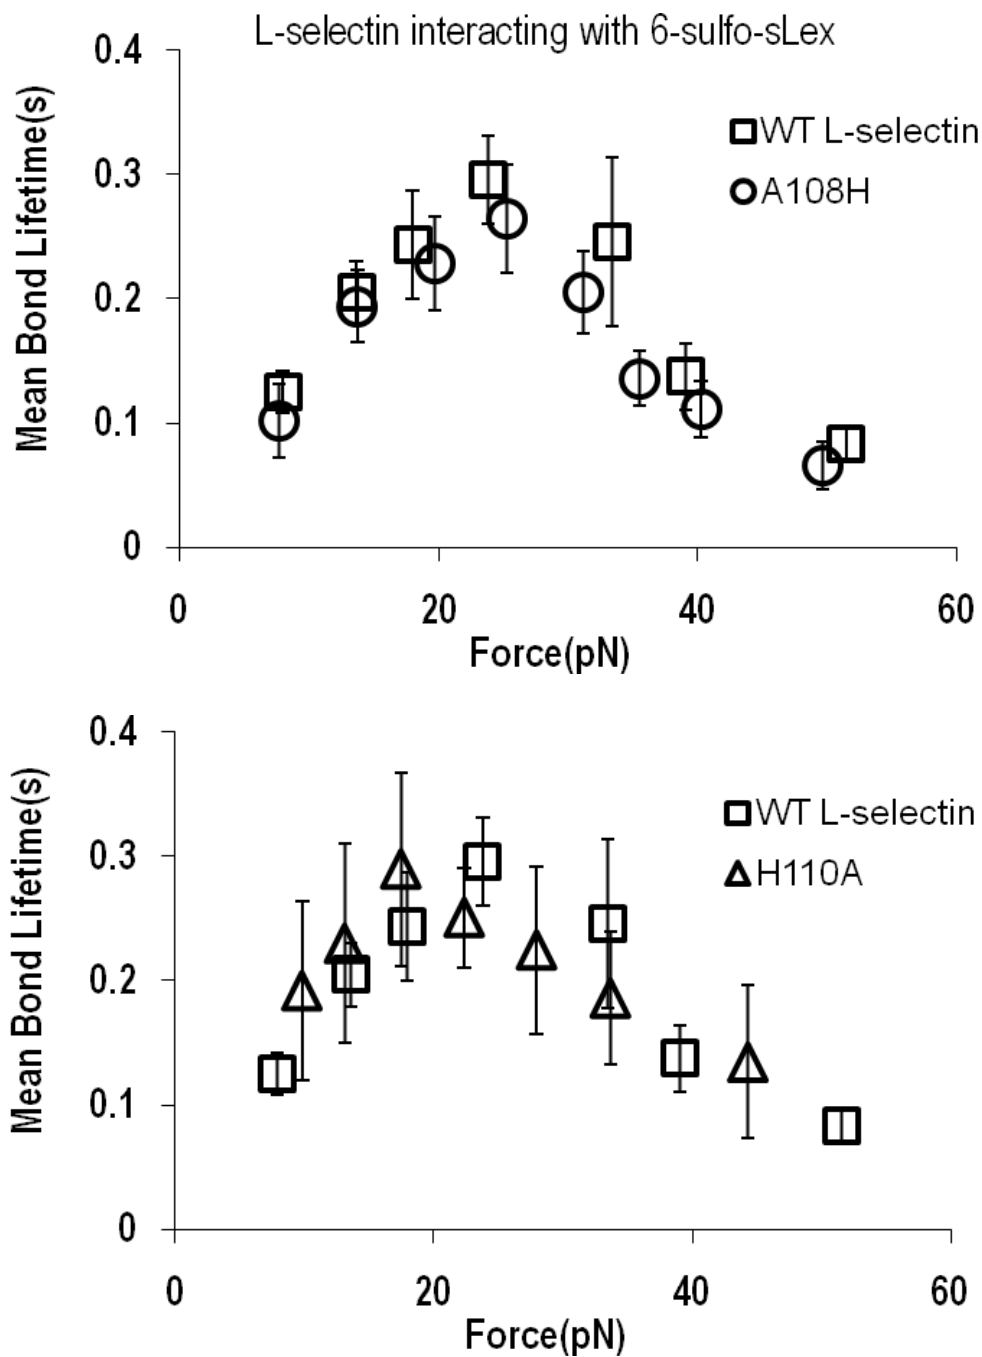 L-selectin interacting with 6-sulfo-sLex
0.4
0.3
0.2
0.1
0
Mean Bond Lifetime(s)
WT L-selectin
A108H
0 20 40 60
Force(pN)
0.4
0.3
0.2
0.1
0
Mean Bond Lifetime(s)
WT L-selectin
H110A
0 20 40 60
Force(pN)